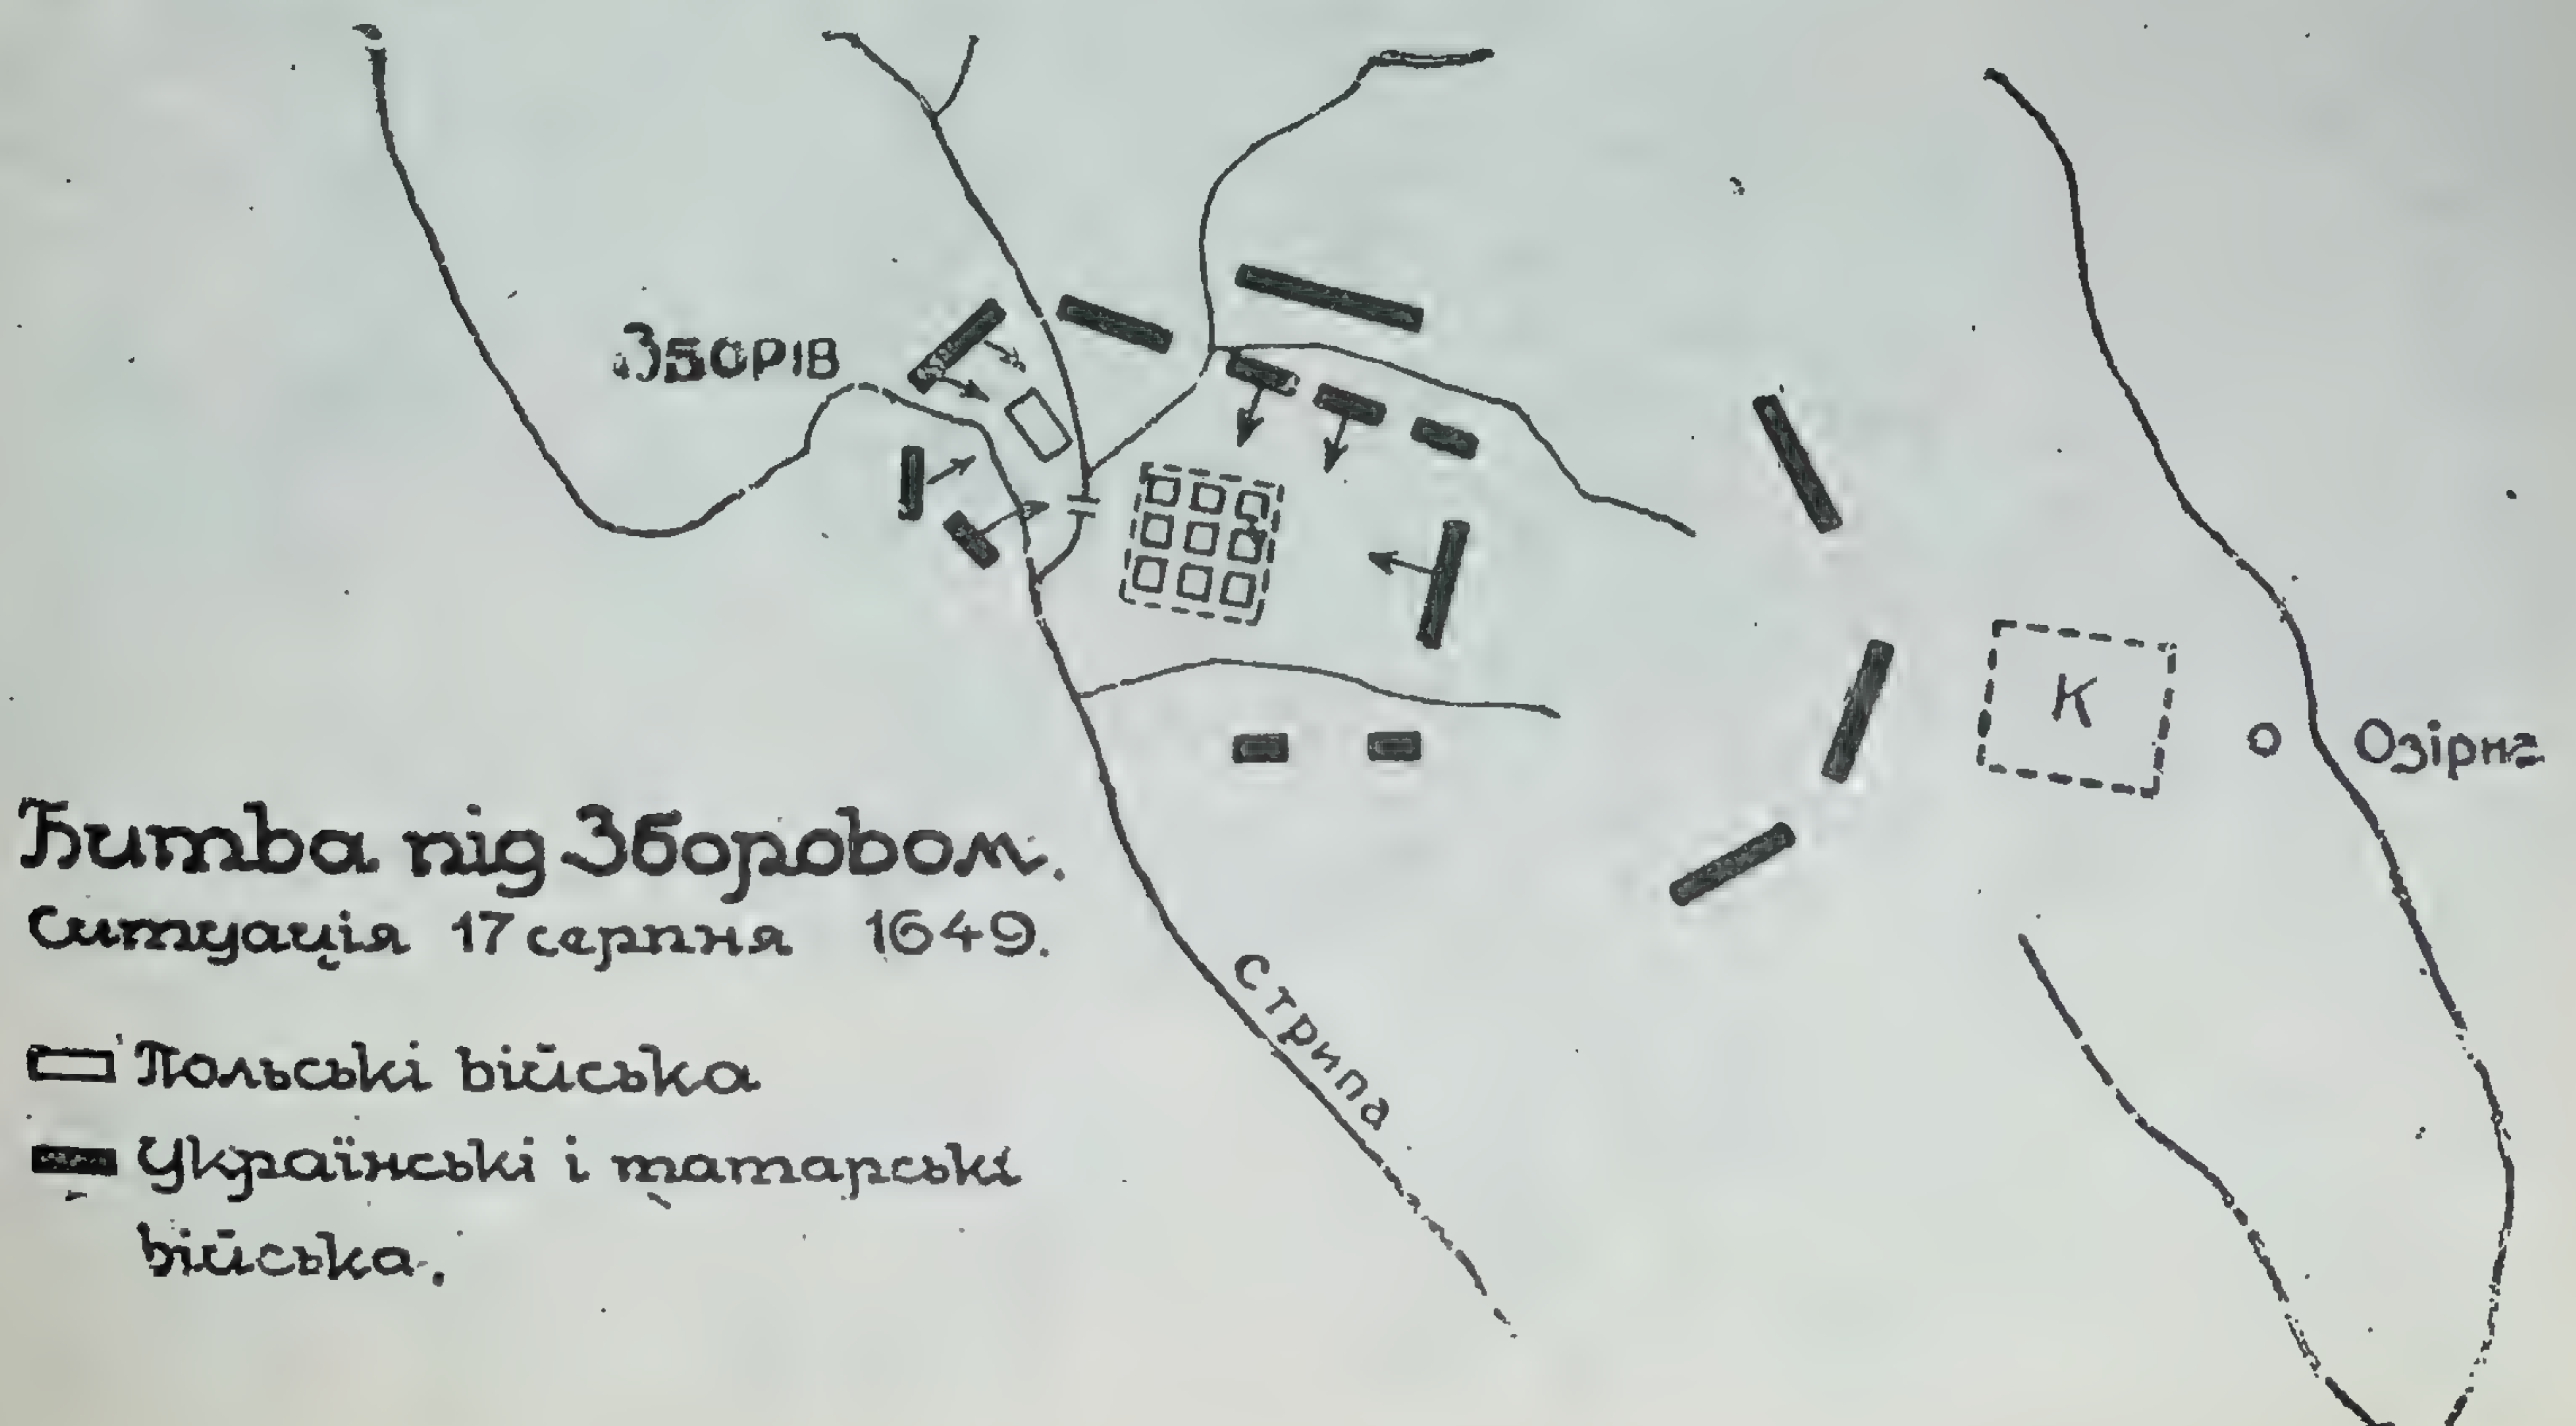 Зборів
К
Озірна
Битва під Зборовом.
Ситуація 17 серпня 1649.
Стрипа
Польські війська
Українські і татарські
війська.